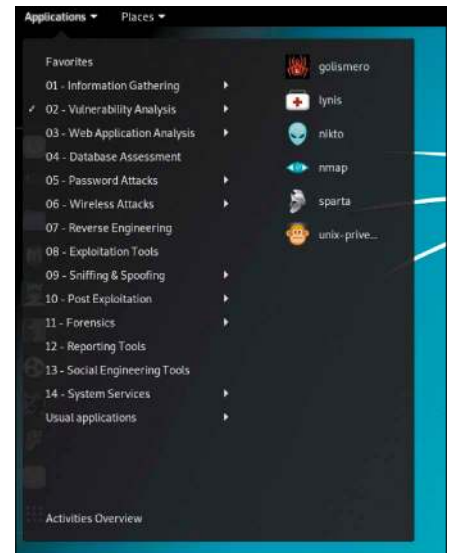 Applications ▾ Places ▾
Favorites
01 - Information Gathering
02 - Vulnerability Analysis
03 - Web Application Analysis
04 - Database Assessment
05 - Password Attacks
06 - Wireless Attacks
07 - Reverse Engineering
08 - Exploitation Tools
09 - Sniffing & Spoofing
10 - Post Exploitation
11 - Forensics
12 - Reporting Tools
13 - Social Engineering Tools
14 - System Services
Usual applications
Activities Overview
golismero
lynis
nikto
nmap
sparta
unix-prive...